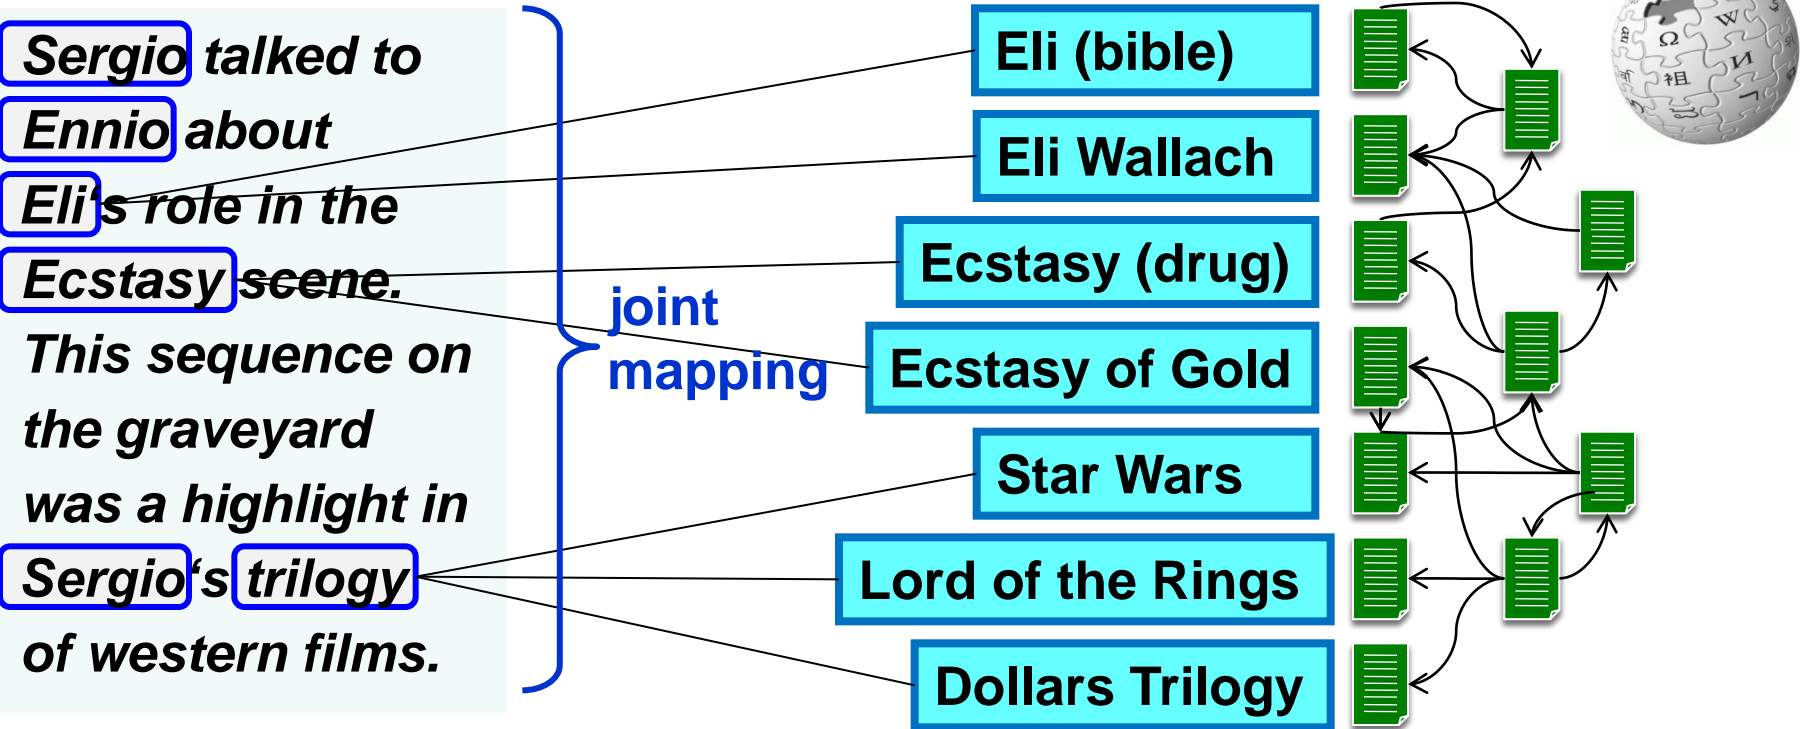 Sergio talked to
Ennio about
Eli‘s role in the
Ecstasy scene.
This sequence on
the graveyard
was a highlight in
Sergio‘s trilogy
of western films.
joint
mapping
Eli (bible)
Eli Wallach
Ecstasy (drug)
Ecstasy of Gold
Star Wars
Lord of the Rings
Dollars Trilogy
Ω
W
祖
И